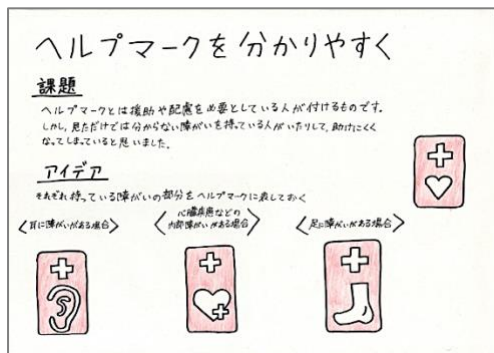 ヘルプマークを分かりやすく
課題
ヘルプマークとは援助や配慮を必要としている人が付けるものです。
しかし、見ただけでは分からない障がいを持っている人がいたりして、助けにくく
なってしまっていると思いました。
アイデア
それぞれ持っている障がいの部分をヘルプマークに表しておく
〈耳に障がいがある場合〉
〈心臓疾患などの
内部障がいがある場合〉
〈足に障がいがある場合〉